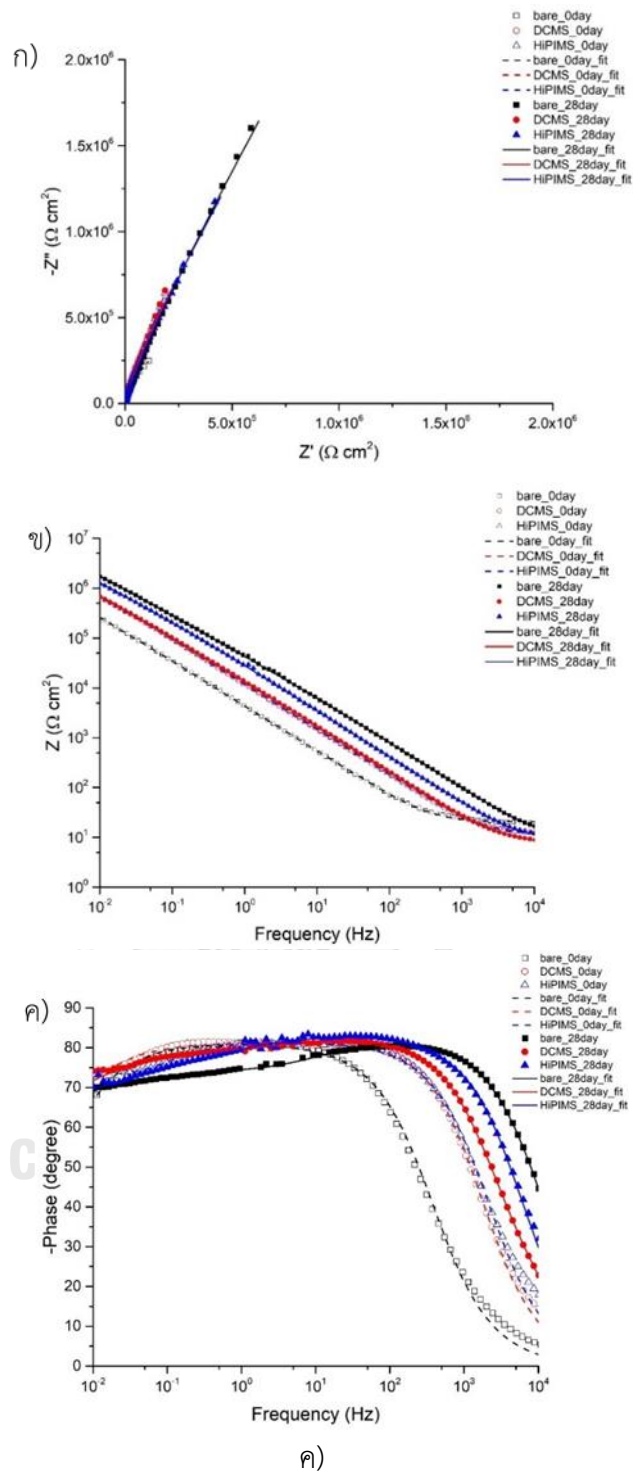 ก)
bare_0day
DCMS_0day
HiPIMS_0day
bare_0day_fit
DCMS_0day_fit
HiPIMS_0day_fit
bare_28day
DCMS_28day
HiPIMS_28day
bare_28day_fit
DCMS_28day_fit
HiPIMS_28day_fit
2.0x10⁶
1.5x10⁶
1.0x10⁶
5.0x10⁵
0.0
-Z'' (Ω cm²)
0.0 5.0x10⁵ 1.0x10⁶ 1.5x10⁶ 2.0x10⁶
Z' (Ω cm²)
ข)
bare_0day
DCMS_0day
HiPIMS_0day
bare_0day_fit
DCMS_0day_fit
HiPIMS_0day_fit
bare_28day
DCMS_28day
HiPIMS_28day
bare_28day_fit
DCMS_28day_fit
HiPIMS_28day_fit
10⁷
10⁶
10⁵
10⁴
10³
10²
10¹
10⁰
Z (Ω cm²)
10⁻² 10⁻¹ 10⁰ 10¹ 10² 10³ 10⁴
Frequency (Hz)
ค)
bare_0day
DCMS_0day
HiPIMS_0day
bare_0day_fit
DCMS_0day_fit
HiPIMS_0day_fit
bare_28day
DCMS_28day
HiPIMS_28day
bare_28day_fit
DCMS_28day_fit
HiPIMS_28day_fit
90
80
70
60
50
40
30
20
10
0
-Phase (degree)
10⁻² 10⁻¹ 10⁰ 10¹ 10² 10³ 10⁴
Frequency (Hz)
ค)